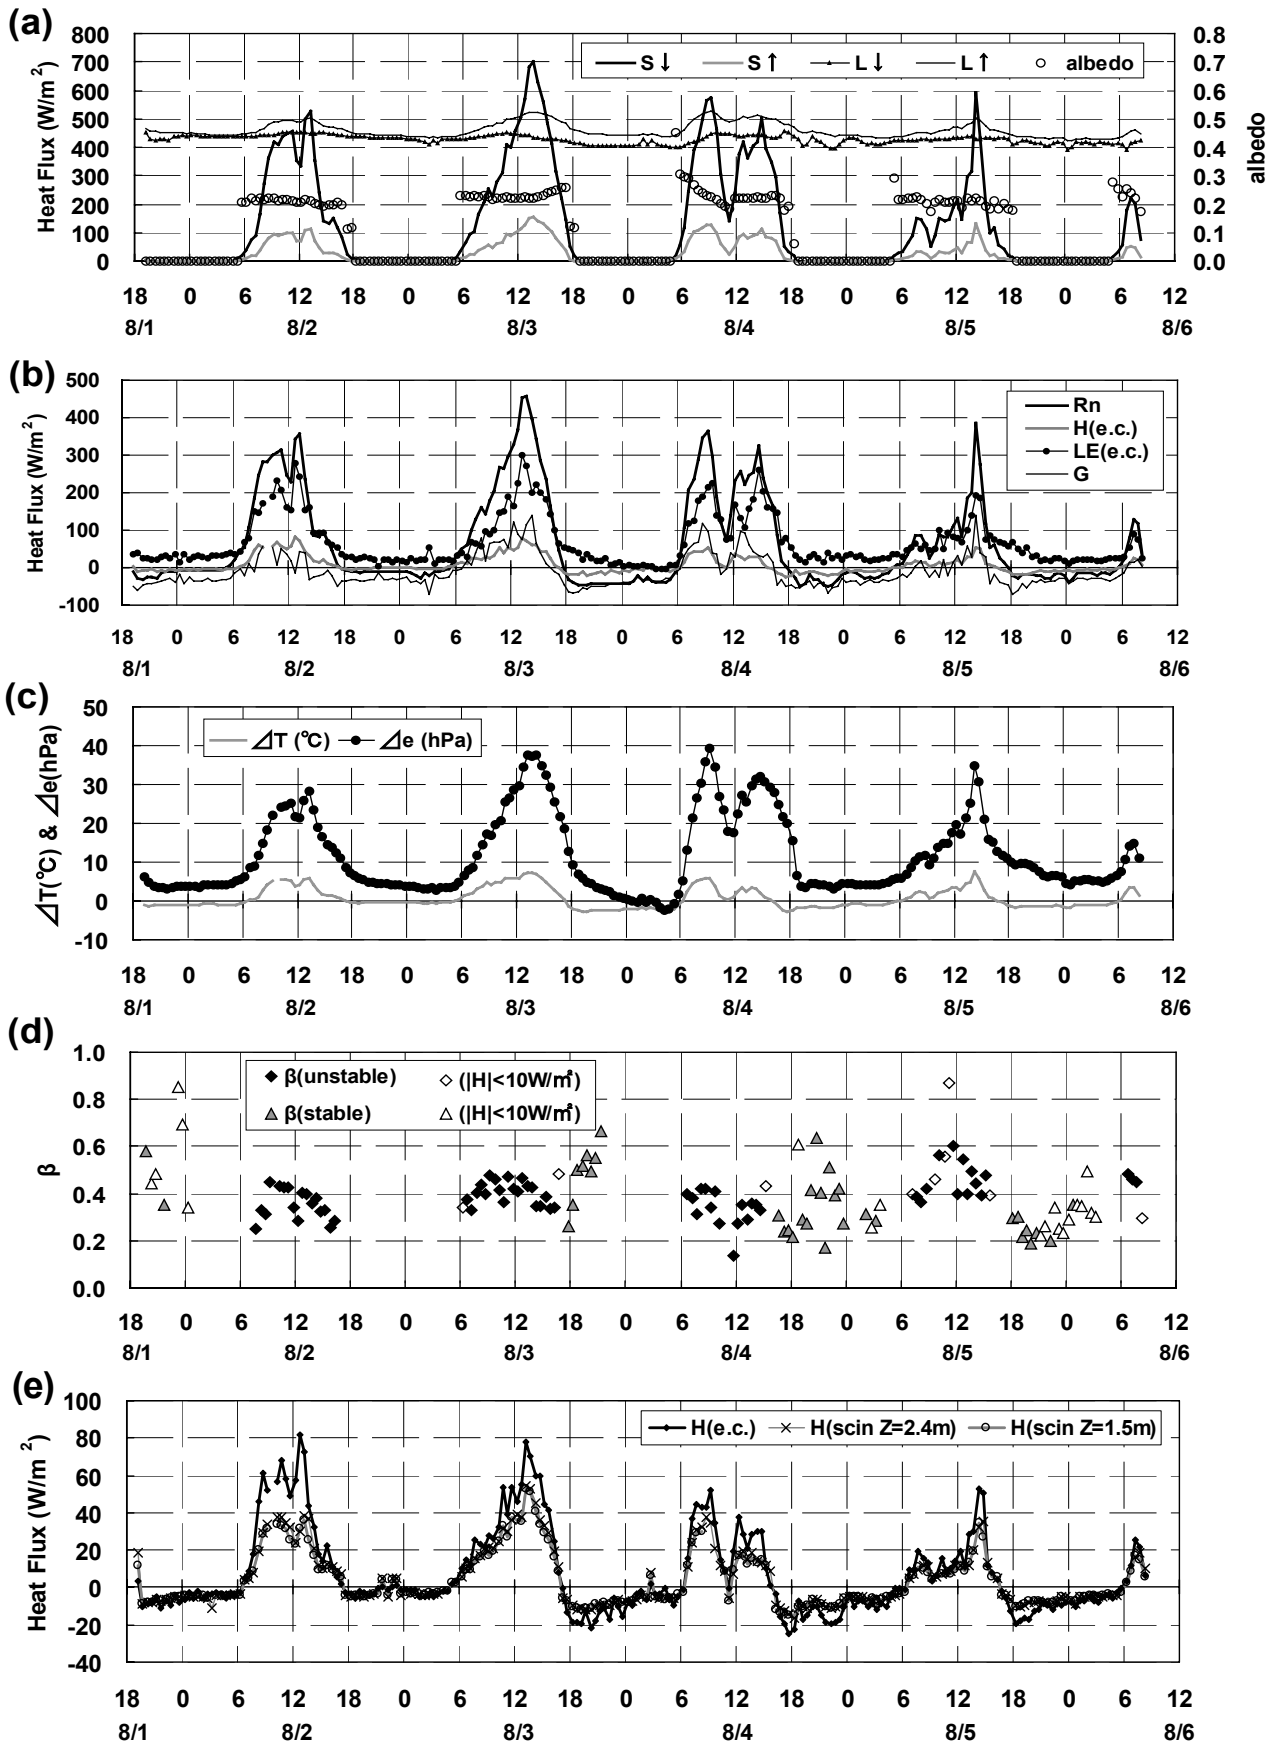 (a)
S↓ S↑ L↓ L↑ albedo
Heat Flux (W/m²)
800
700
600
500
400
300
200
100
0
0.8
0.7
0.6
0.5
0.4
0.3
0.2
0.1
0.0
albedo
18 0 6 12 18 0 6 12 18 0 6 12 18 0 6 12 18 0 6 12
8/1 8/2 8/3 8/4 8/5 8/6
(b)
Rn
H(e.c.)
LE(e.c.)
G
Heat Flux (W/m²)
500
400
300
200
100
0
-100
18 0 6 12 18 0 6 12 18 0 6 12 18 0 6 12 18 0 6 12
8/1 8/2 8/3 8/4 8/5 8/6
(c)
⊿T (℃) ⊿e (hPa)
⊿T(℃) & ⊿e(hPa)
50
40
30
20
10
0
-10
18 0 6 12 18 0 6 12 18 0 6 12 18 0 6 12 18 0 6 12
8/1 8/2 8/3 8/4 8/5 8/6
(d)
β(unstable) (|H|<10W/㎡)
β(stable) (|H|<10W/㎡)
β
1.0
0.8
0.6
0.4
0.2
0.0
18 0 6 12 18 0 6 12 18 0 6 12 18 0 6 12 18 0 6 12
8/1 8/2 8/3 8/4 8/5 8/6
(e)
H(e.c.) H(scin Z=2.4m) H(scin Z=1.5m)
Heat Flux (W/m²)
100
80
60
40
20
0
-20
-40
18 0 6 12 18 0 6 12 18 0 6 12 18 0 6 12 18 0 6 12
8/1 8/2 8/3 8/4 8/5 8/6